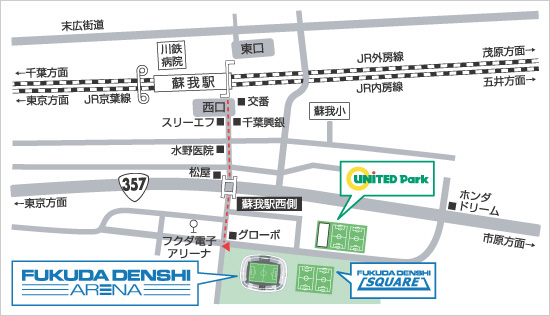 末広街道
川鉄
病院
東口
JR外房線
茂原方面→
←千葉方面
蘇我駅
JR内房線
五井方面→
←東京方面
JR京葉線
西口
交番
スリーエフ
千葉興銀
蘇我小
水野医院
松屋
UNITED Park
357
蘇我駅西側
ホンダ
ドリーム
←東京方面
市原方面→
フクダ電子
アリーナ
グローボ
FUKUDA DENSHI
ARENA
FUKUDA DENSHI
SQUARE